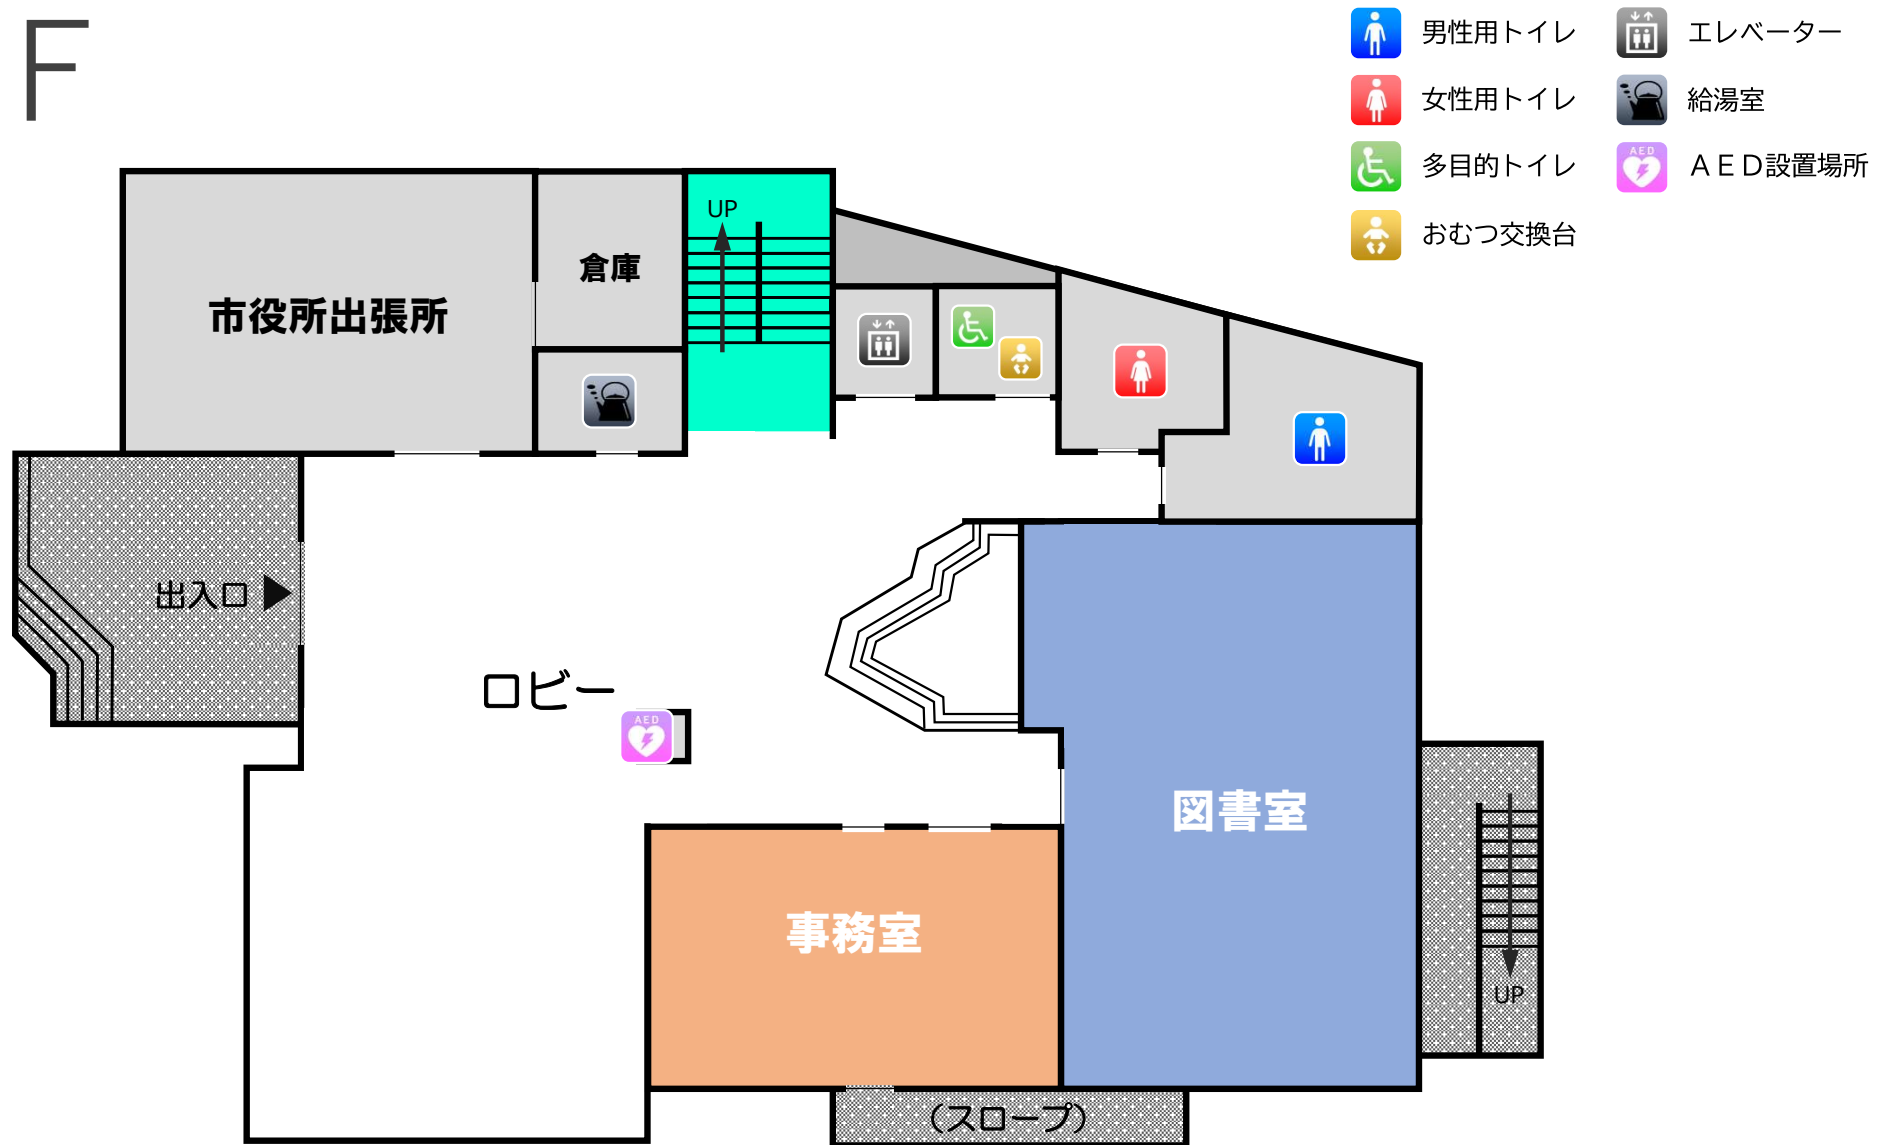 F
男性用トイレ
エレベーター
女性用トイレ
給湯室
多目的トイレ
AED
ＡＥＤ設置場所
おむつ交換台
UP
倉庫
市役所出張所
出入口
ロビー
AED
図書室
事務室
UP
（スロープ）